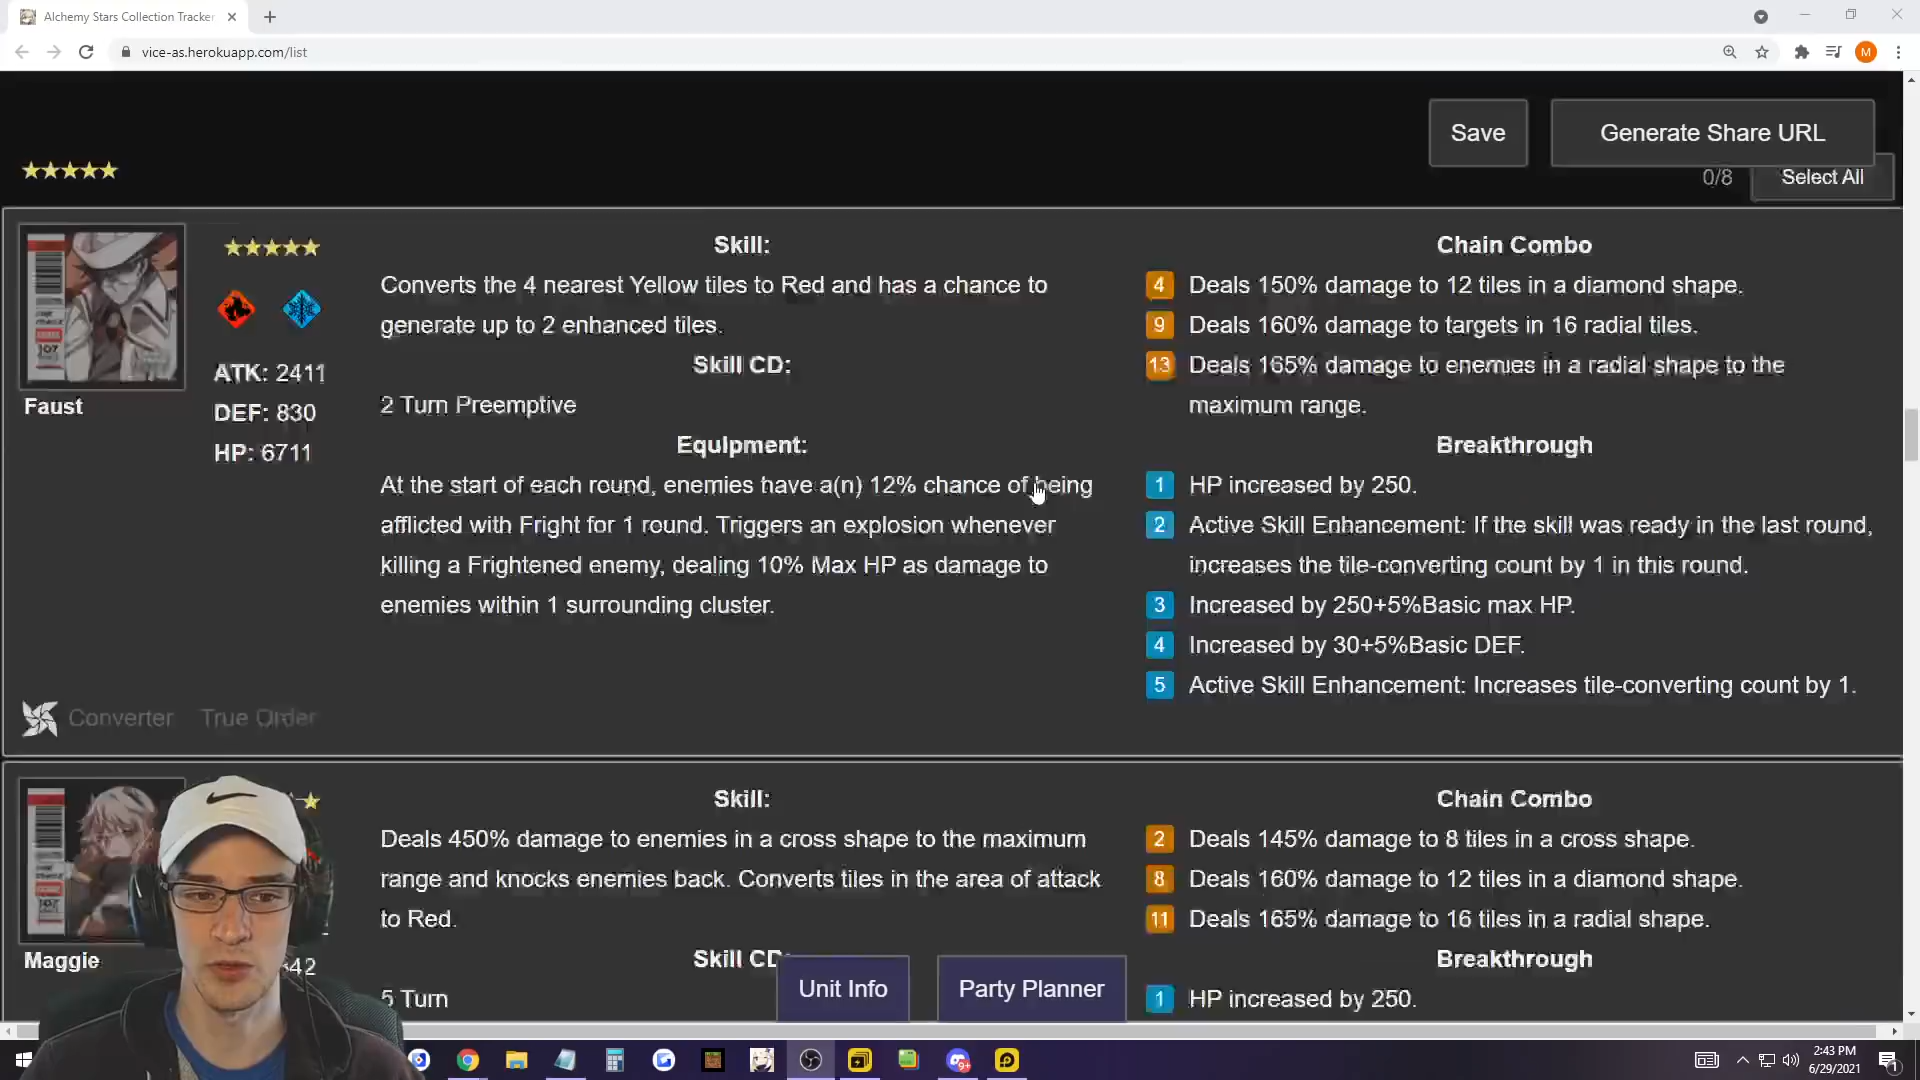 Alchemy Stars Collection Tracker
vice-as.herokuapp.com/list
M
Save
Generate Share URL
0/8
Select All
Faust
ATK: 2411
DEF: 830
HP: 6711
Skill:
Converts the 4 nearest Yellow tiles to Red and has a chance to
generate up to 2 enhanced tiles.
Skill CD:
2 Turn Preemptive
Equipment:
At the start of each round, enemies have a(n) 12% chance of being
afflicted with Fright for 1 round. Triggers an explosion whenever
killing a Frightened enemy, dealing 10% Max HP as damage to
enemies within 1 surrounding cluster.
Chain Combo
4 Deals 150% damage to 12 tiles in a diamond shape.
9 Deals 160% damage to targets in 16 radial tiles.
13 Deals 165% damage to enemies in a radial shape to the
maximum range.
Breakthrough
1 HP increased by 250.
2 Active Skill Enhancement: If the skill was ready in the last round,
increases the tile-converting count by 1 in this round.
3 Increased by 250+5%Basic max HP.
4 Increased by 30+5%Basic DEF.
5 Active Skill Enhancement: Increases tile-converting count by 1.
Converter True Order
Maggie
Skill:
Deals 450% damage to enemies in a cross shape to the maximum
range and knocks enemies back. Converts tiles in the area of attack
to Red.
Skill CD:
5 Turn
Chain Combo
2 Deals 145% damage to 8 tiles in a cross shape.
8 Deals 160% damage to 12 tiles in a diamond shape.
11 Deals 165% damage to 16 tiles in a radial shape.
Breakthrough
1 HP increased by 250.
Unit Info
Party Planner
2:43 PM
6/29/2021